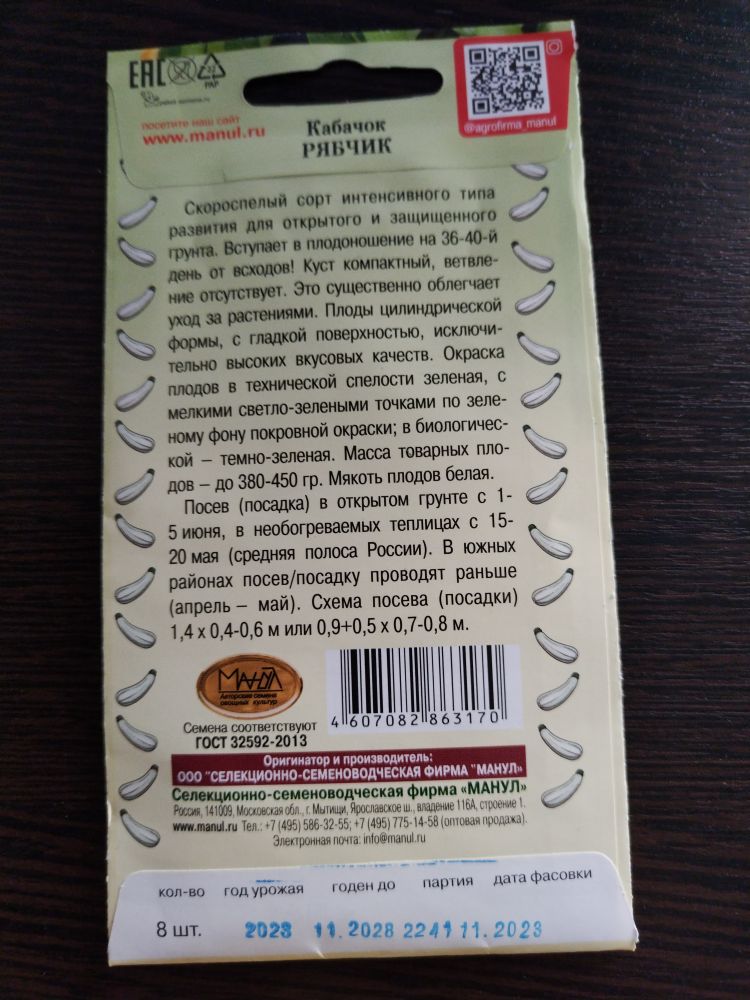 ЕАС
PAP
посетите наш сайт
www.manul.ru
@agrofirma_manul
Кабачок
РЯБЧИК
Скороспелый сорт интенсивного типа
развития для открытого и защищенного
грунта. Вступает в плодоношение на 36-40-й
день от всходов! Куст компактный, ветвле-
ние отсутствует. Это существенно облегчает
уход за растениями. Плоды цилиндрической
формы, с гладкой поверхностью, исключи-
тельно высоких вкусовых качеств. Окраска
плодов в технической спелости зеленая, с
мелкими светло-зелеными точками по зеле-
ному фону покровной окраски; в биологичес-
кой – темно-зеленая. Масса товарных пло-
дов – до 380-450 гр. Мякоть плодов белая.
Посев (посадка) в открытом грунте с 1-
5 июня, в необогреваемых теплицах с 15-
20 мая (средняя полоса России). В южных
районах посев/посадку проводят раньше
(апрель – май). Схема посева (посадки)
1,4 х 0,4-0,6 м или 0,9+0,5 х 0,7-0,8 м.
МАНУЛ
Авторские семена
овощных культур
Семена соответствуют
ГОСТ 32592-2013
4 607082 863170
Оригинатор и производитель:
ООО "СЕЛЕКЦИОННО-СЕМЕНОВОДЧЕСКАЯ ФИРМА "МАНУЛ"
Селекционно-семеноводческая фирма «МАНУЛ»
Россия, 141009, Московская обл., г. Мытищи, Ярославское ш., владение 116А, строение 1.
www.manul.ru Тел.: +7 (495) 586-32-55; +7 (495) 775-14-58 (оптовая продажа).
Электронная почта: info@manul.ru
кол-во год урожая годен до партия дата фасовки
8 шт. 2023 11.2028 2241 11.2023